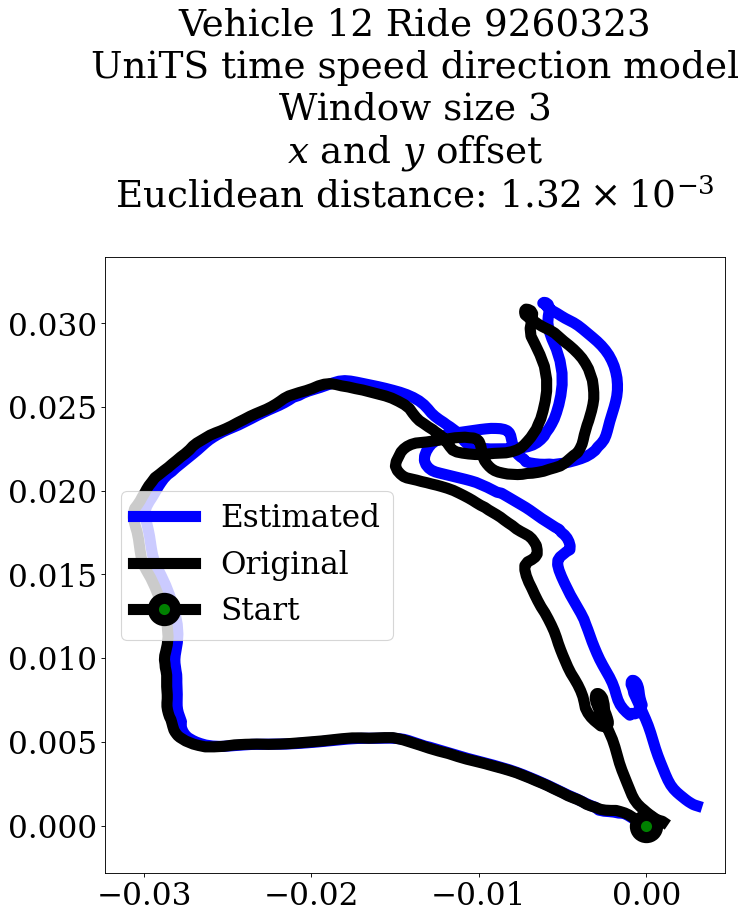 Vehicle 12 Ride 9260323
UniTS time speed direction model
Window size 3
x and y offset
Euclidean distance: 1.32 × 10⁻³
0.030
0.025
0.020
0.015
0.010
0.005
0.000
Estimated
Original
Start
−0.03 −0.02 −0.01 0.00